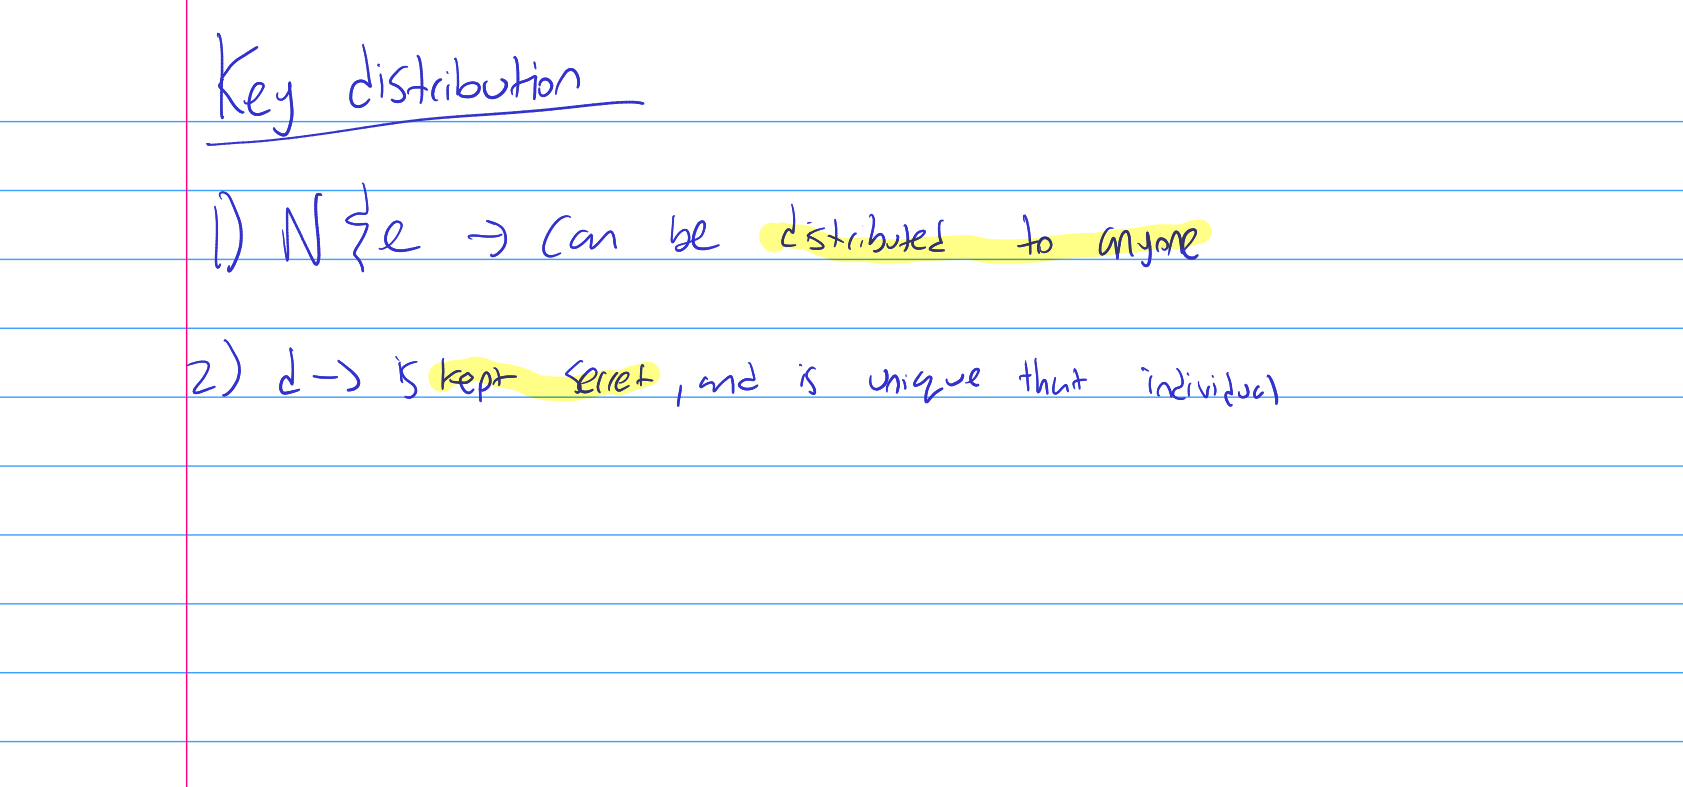 Key distribution
1) N & e → can be distributed to anyone
2) d → is kept secret, and is unique that individual